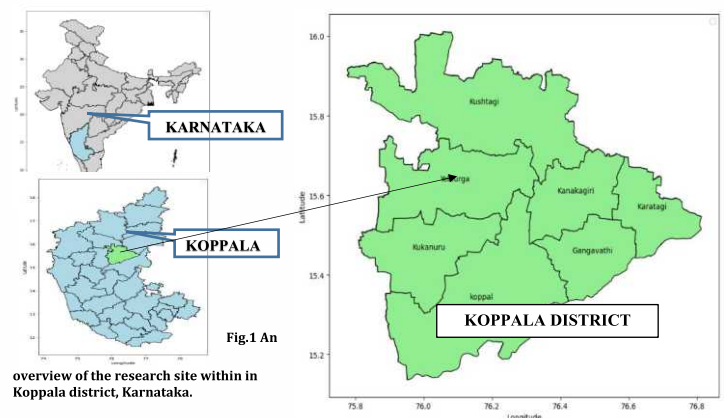 KARNATAKA
KOPPALA
Fig.1 An
overview of the research site within in
Koppala district, Karnataka.
Latitude
16.0
15.8
15.6
15.4
15.2
Kushtagi
Kanakagiri
Karatagi
Kukanuru
Gangavathi
koppal
KOPPALA DISTRICT
75.8 76.0 76.2 76.4 76.6 76.8
Longitude